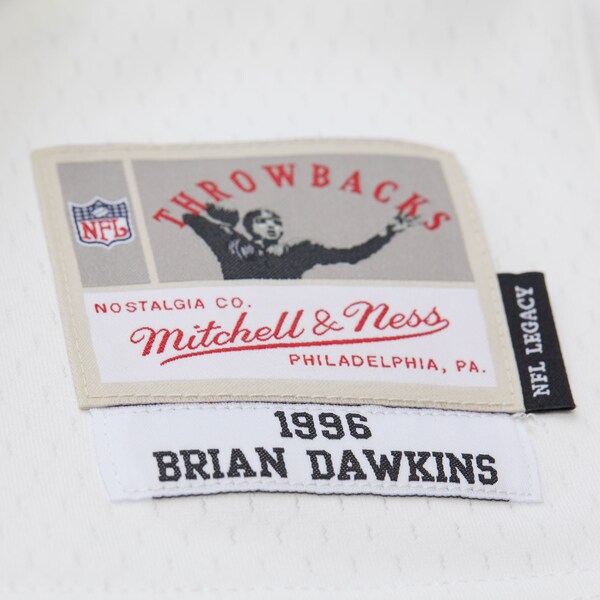 THROWBACKS
NFL
NOSTALGIA CO.
Mitchell & Ness
PHILADELPHIA, PA.
NFL LEGACY
1996
BRIAN DAWKINS